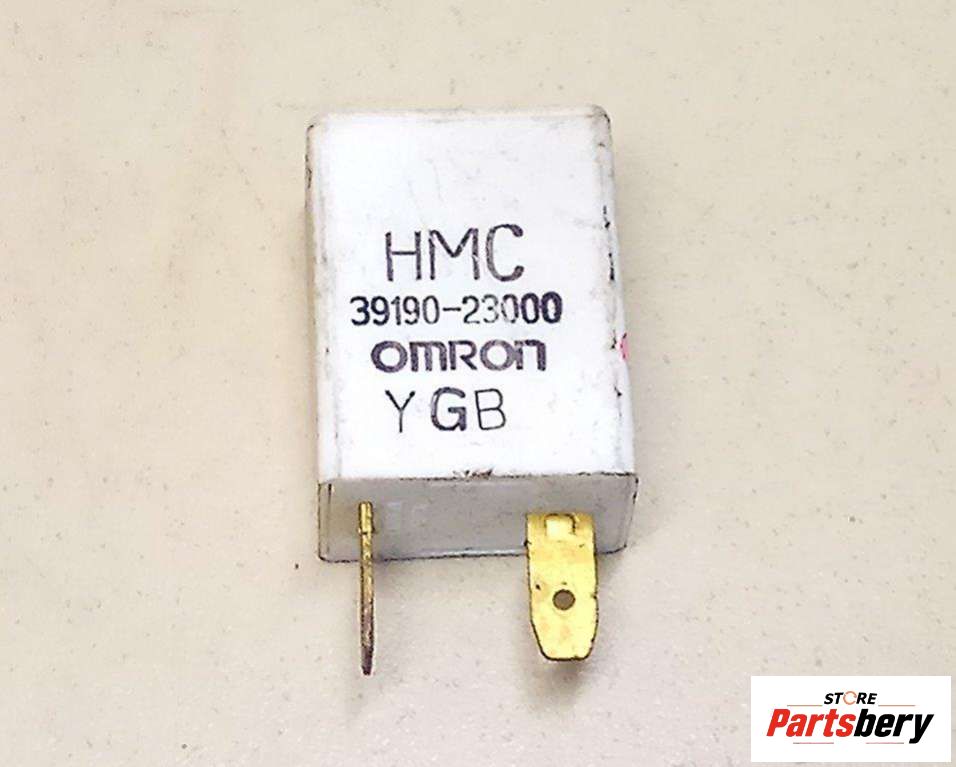 HMC
39190-23000
omron
YGB
STORE
Partsbery